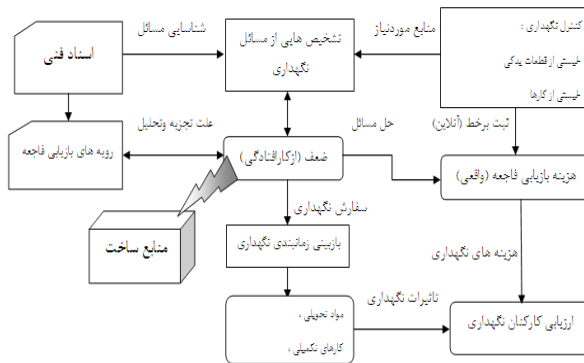 کنترل نگهداری :
لیستی از قطعات یدکی
لیستی از کارها
منابع موردنیاز
تشخیص هایی از مسائل
نگهداری
شناسایی مسائل
اسناد فنی
ثبت برخط (آنلاین)
حل مسائل
علت تجزیه وتحلیل
رویه های بازیابی فاجعه
ضعف (ازکارافتادگی)
هزینه بازیابی فاجعه (واقعی)
سفارش نگهداری
منابع ساخت
بازبینی زمانبندی نگهداری
هزینه های نگهداری
مواد تحویلی ،
کارهای تکمیلی ،
تاثیرات نگهداری
ارزیابی کارکنان نگهداری